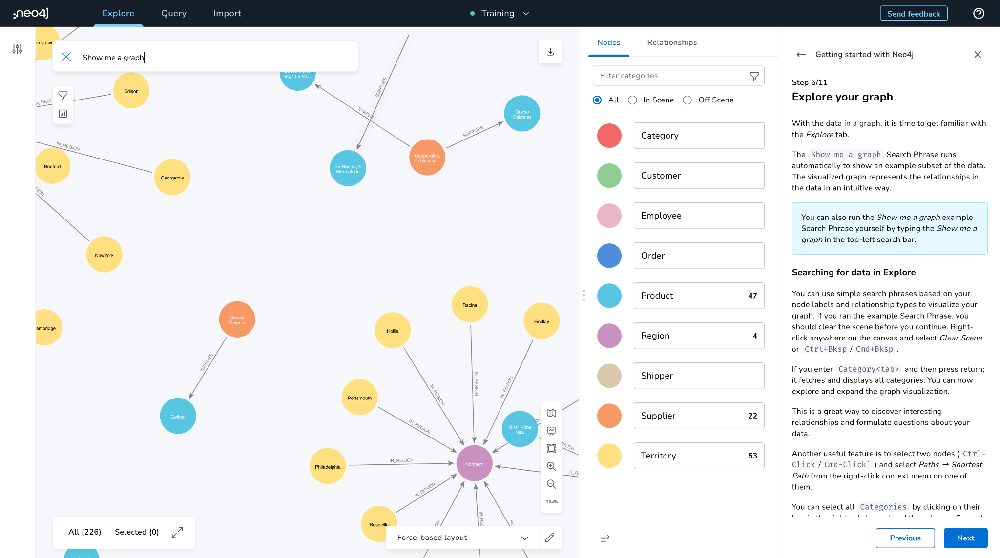 neo4j
Explore
Query
Import
Training
Send feedback
Show me a graph
Edison
Bedford
Georgetow
NewYork
IN_REGION
SUPPLIES
SUPPLIES
SUPPLIES
hego La Pa...
Queso
Cabrales
Cooperativa
de Quesos...
Sir Rodney's
Marmalade
Norske
Meierier
SUPPLIES
Geitost
Racine
Hollis
Findlay
Portsmouth
Philadelphia
Roseville
Mishi Kobe
Niku
Northern
IN_REGION
IN_REGION
IN_REGION
IN_REGION
IN_REGION
IN_REGION
164%
All (226)
Selected (0)
Force-based layout
Nodes
Relationships
Filter categories
All
In Scene
Off Scene
Category
Customer
Employee
Order
Product 47
Region 4
Shipper
Supplier 22
Territory 53
Getting started with Neo4j
Step 6/11
Explore your graph
With the data in a graph, it is time to get familiar with
the Explore tab.
The Show me a graph Search Phrase runs
automatically to show an example subset of the data.
The visualized graph represents the relationships in
the data in an intuitive way.
You can also run the Show me a graph example
Search Phrase yourself by typing the Show me a
graph in the top-left search bar.
Searching for data in Explore
You can use simple search phrases based on your
node labels and relationship types to visualize your
graph. If you ran the example Search Phrase, you
should clear the scene before you continue. Right-
click anywhere on the canvas and select Clear Scene
or Ctrl+Bksp / Cmd+Bksp .
If you enter Category<tab> and then press return;
it fetches and displays all categories. You can now
explore and expand the graph visualization.
This is a great way to discover interesting
relationships and formulate questions about your
data.
Another useful feature is to select two nodes ( Ctrl-
Click / Cmd-Click` ) and select Paths → Shortest
Path from the right-click context menu on one of
them.
You can select all Categories by clicking on their
Previous
Next